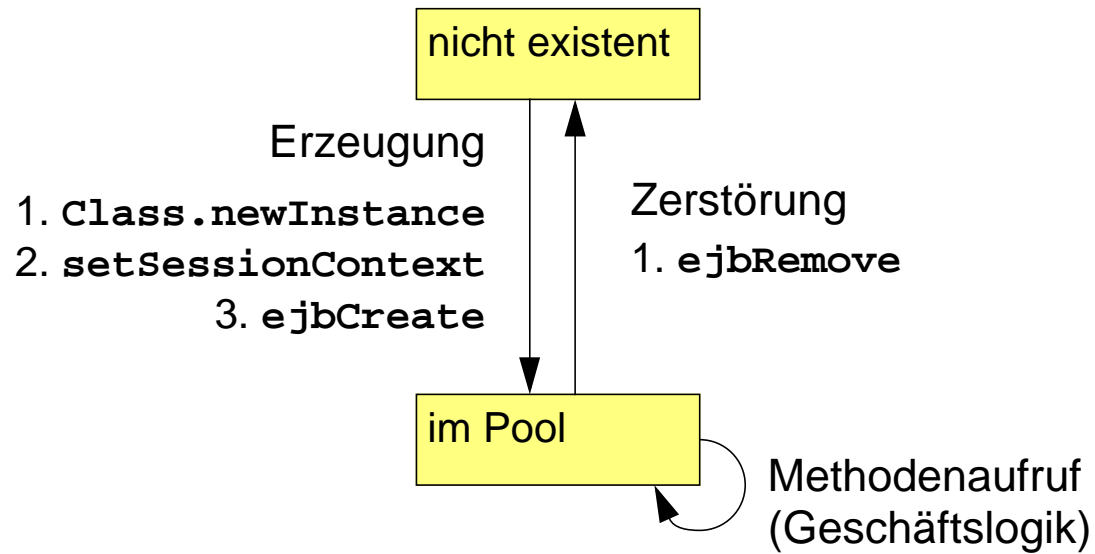 nicht existent
Erzeugung
1. Class.newInstance
2. setSessionContext
3. ejbCreate
Zerstörung
1. ejbRemove
im Pool
Methodenaufruf
(Geschäftslogik)